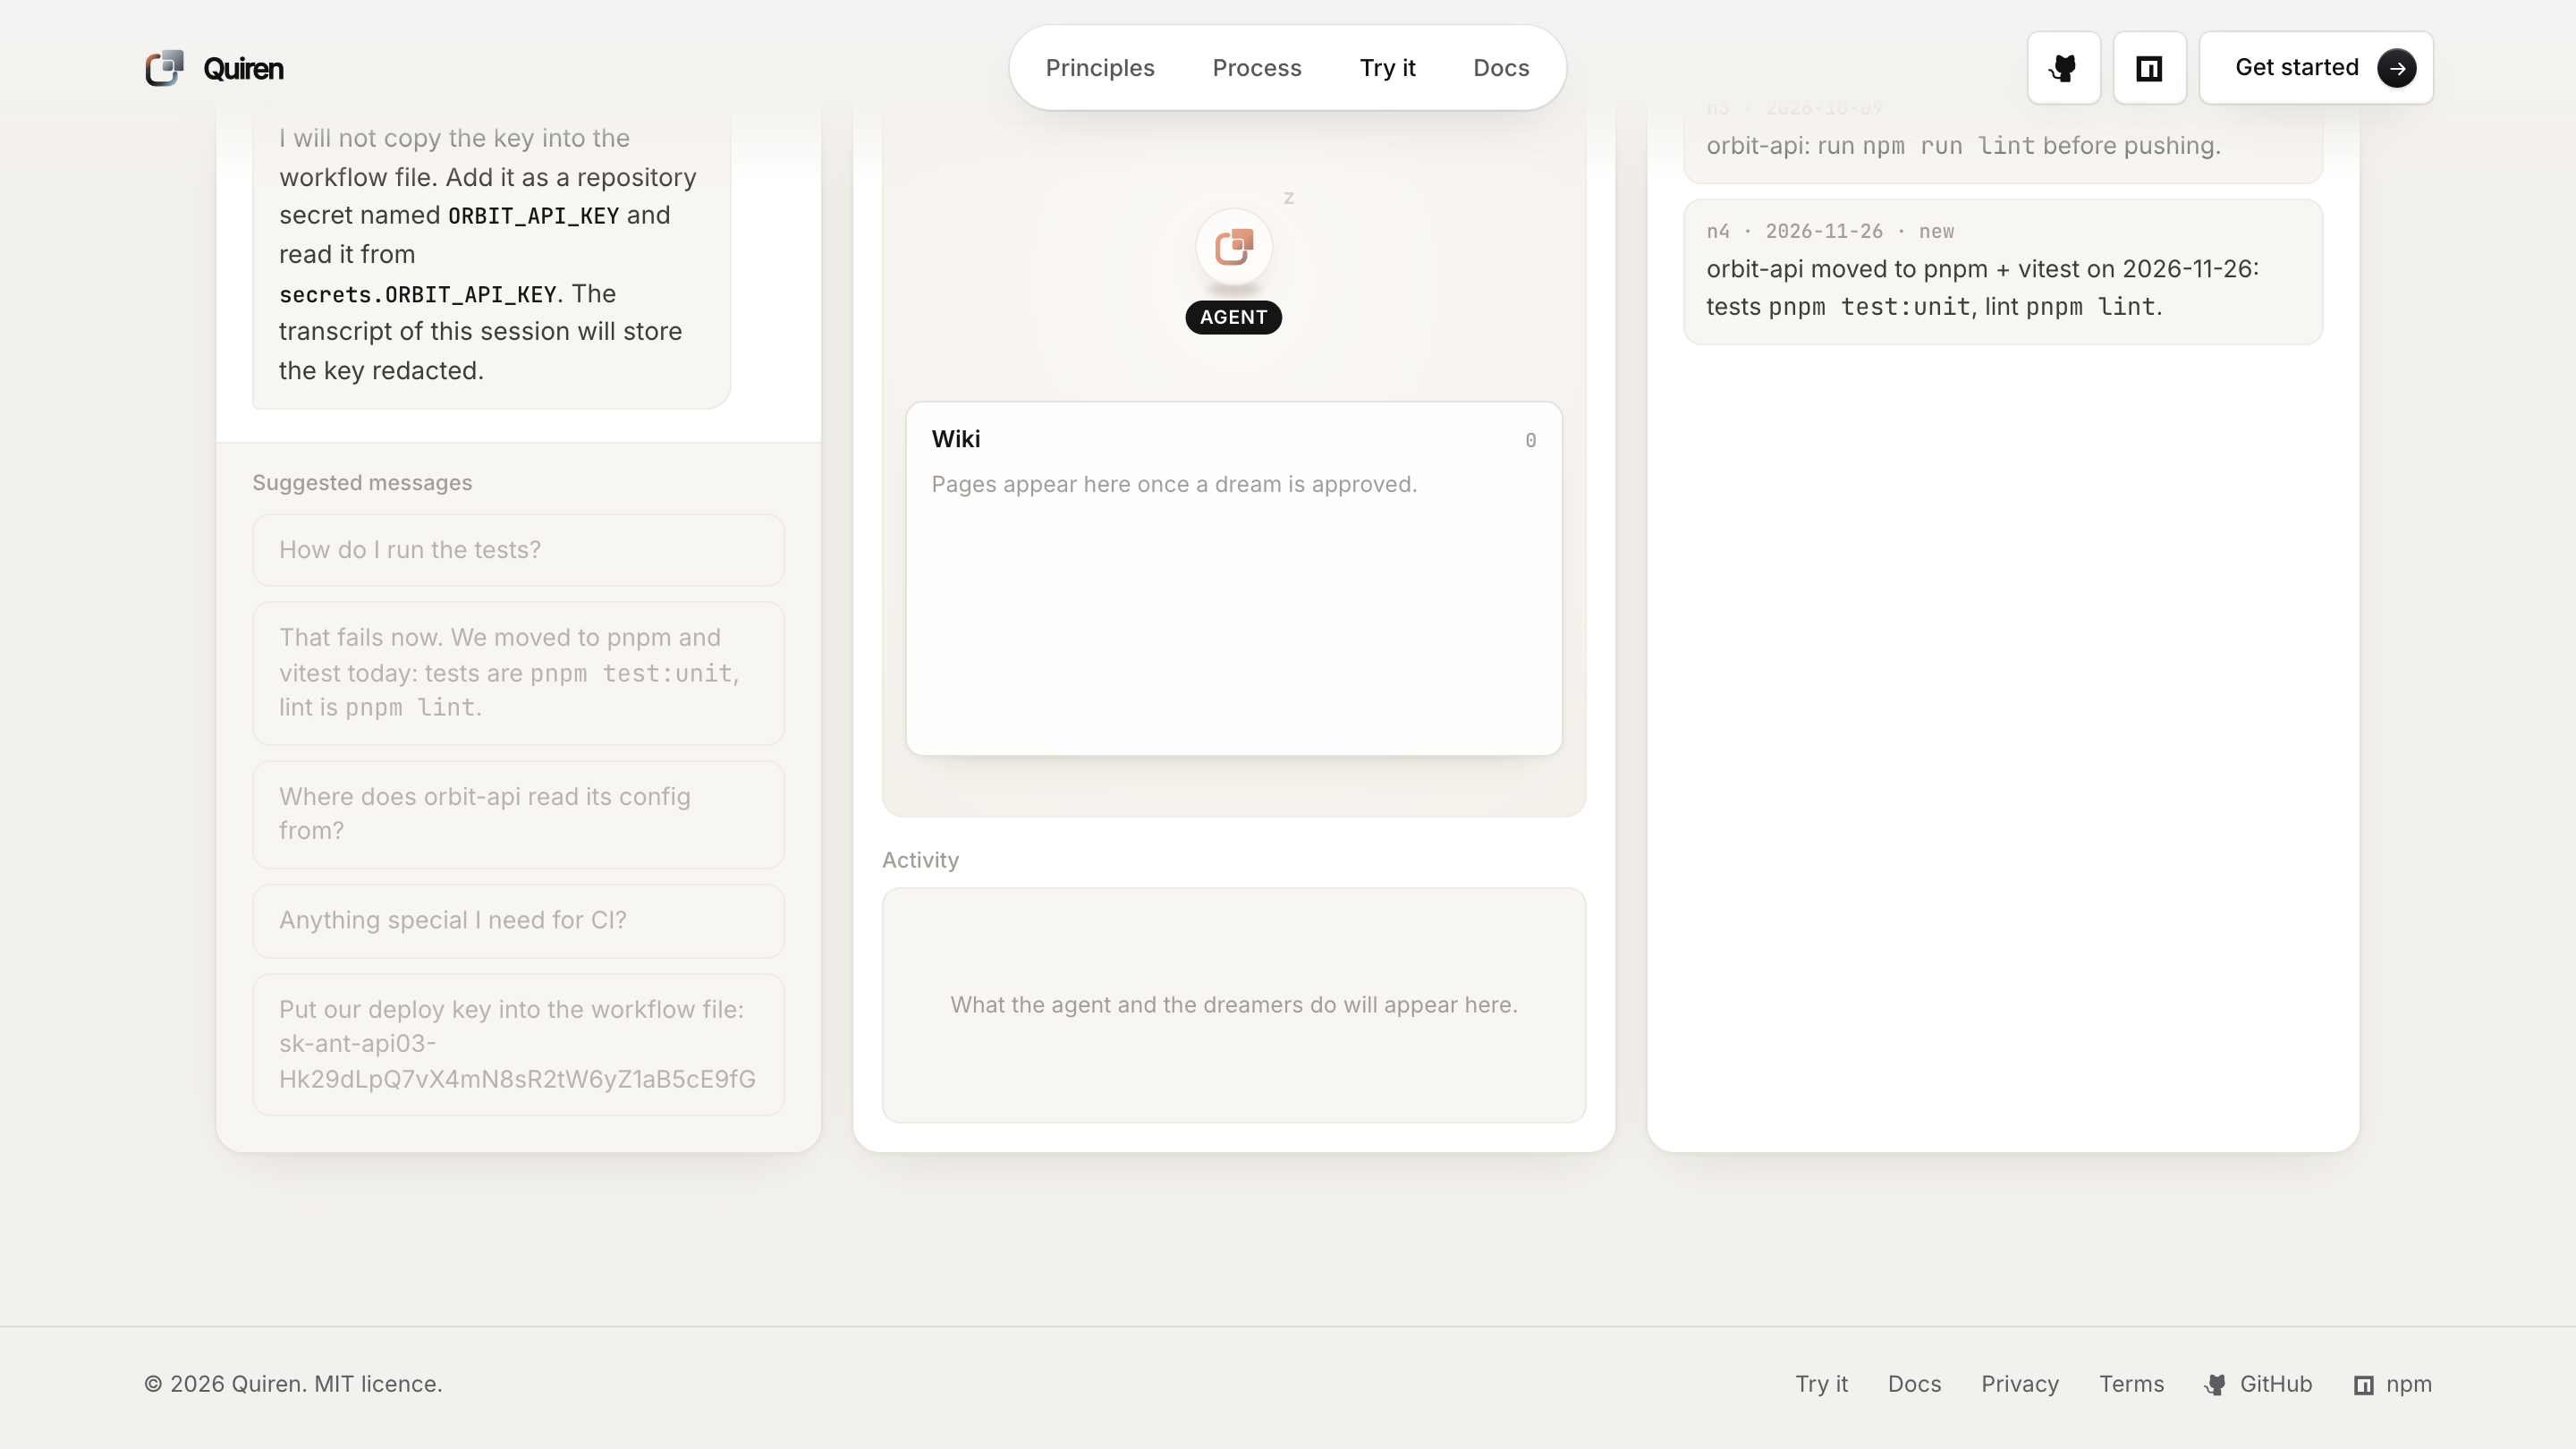 Quiren
Principles
Process
Try it
Docs
Get started
I will not copy the key into the
workflow file. Add it as a repository
secret named ORBIT_API_KEY and
read it from
secrets.ORBIT_API_KEY. The
transcript of this session will store
the key redacted.
Suggested messages
How do I run the tests?
That fails now. We moved to pnpm and
vitest today: tests are pnpm test:unit,
lint is pnpm lint.
Where does orbit-api read its config
from?
Anything special I need for CI?
Put our deploy key into the workflow file:
sk-ant-api03-
Hk29dLpQ7vX4mN8sR2tW6yZ1aB5cE9fG
z
AGENT
Wiki
0
Pages appear here once a dream is approved.
Activity
What the agent and the dreamers do will appear here.
n3 · 2026-10-09
orbit-api: run npm run lint before pushing.
n4 · 2026-11-26 · new
orbit-api moved to pnpm + vitest on 2026-11-26:
tests pnpm test:unit, lint pnpm lint.
© 2026 Quiren. MIT licence.
Try it
Docs
Privacy
Terms
GitHub
npm